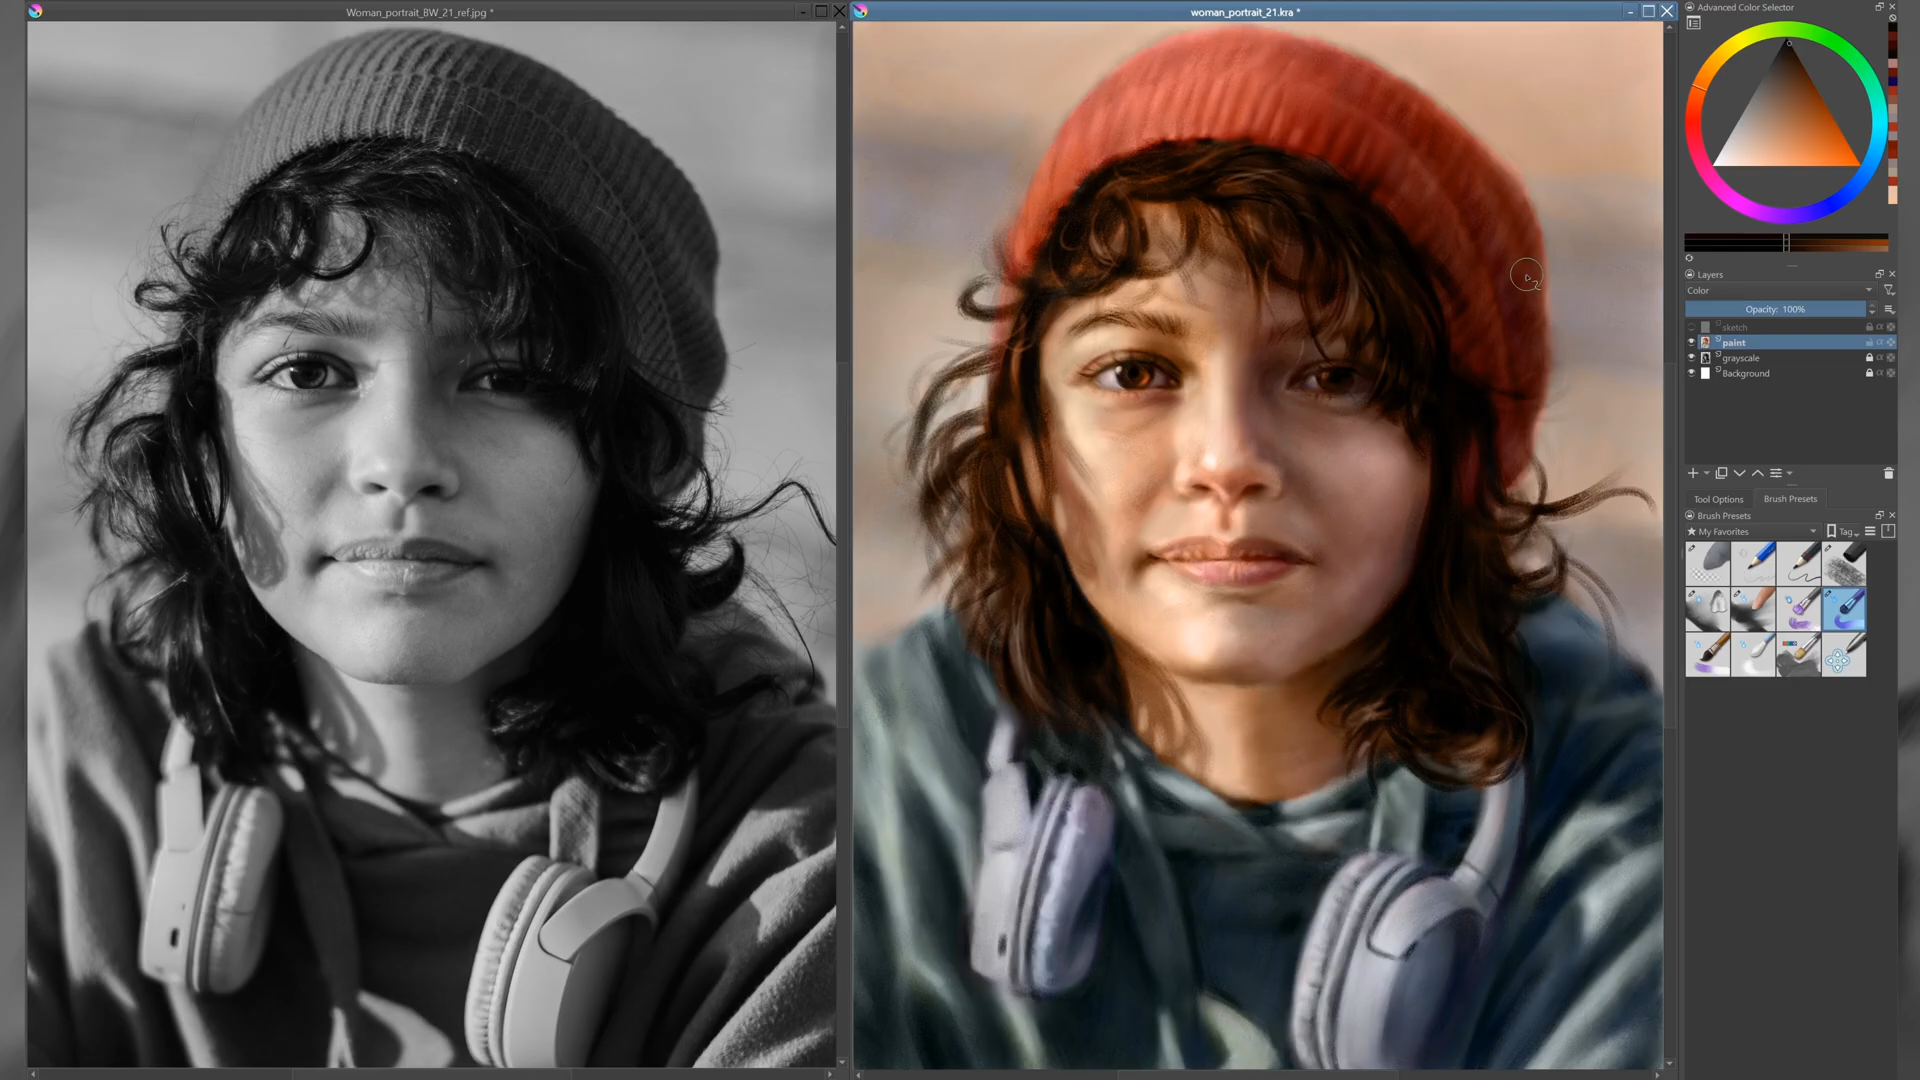 Woman_portrait_BW_21_ref.jpg *
woman_portrait_21.kra *
Advanced Color Selector
Layers
Color
Opacity: 100%
sketch
paint
grayscale
Background
Tool Options
Brush Presets
Brush Presets
★ My Favorites
Tag